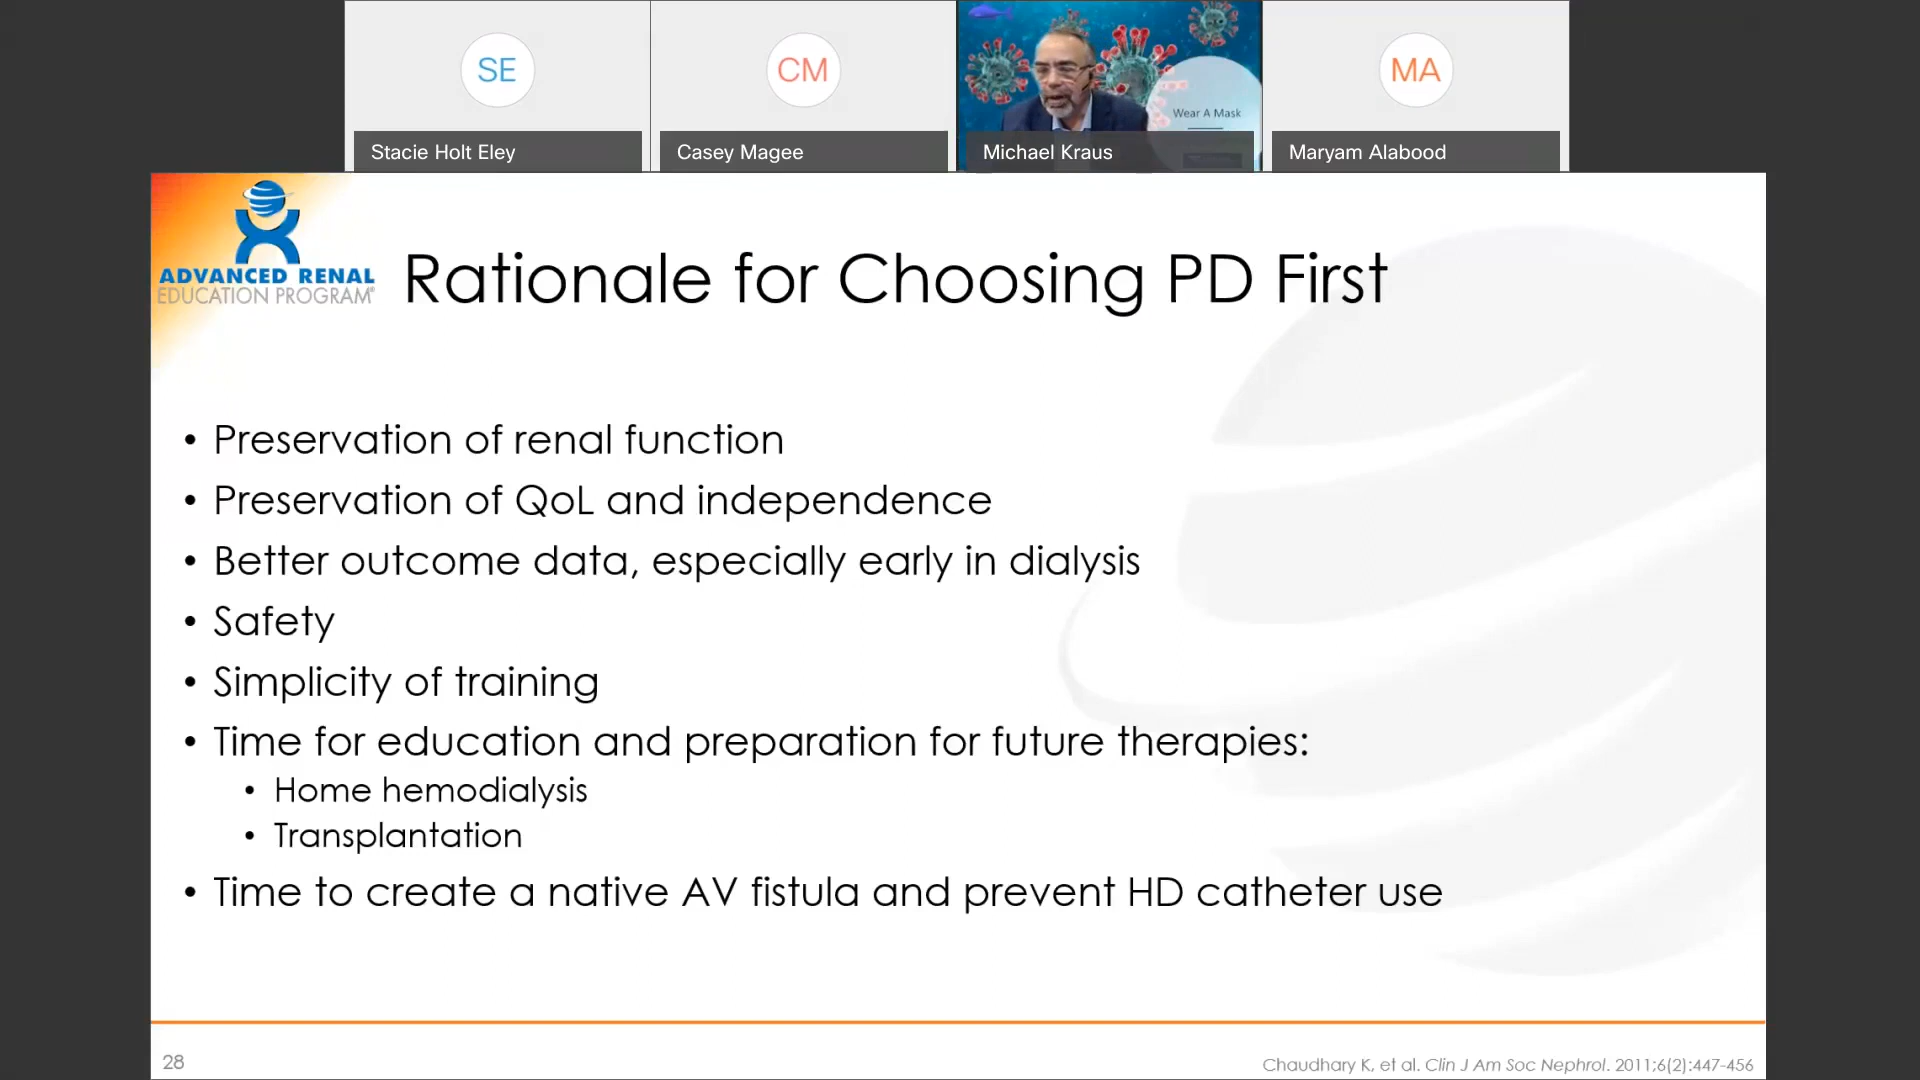 SE
CM
Wear A Mask
MA
Stacie Holt Eley
Casey Magee
Michael Kraus
Maryam Alabood
ADVANCED RENAL
EDUCATION PROGRAM®
Rationale for Choosing PD First
• Preservation of renal function
• Preservation of QoL and independence
• Better outcome data, especially early in dialysis
• Safety
• Simplicity of training
• Time for education and preparation for future therapies:
• Home hemodialysis
• Transplantation
• Time to create a native AV fistula and prevent HD catheter use
28
Chaudhary K, et al. Clin J Am Soc Nephrol. 2011;6(2):447-456